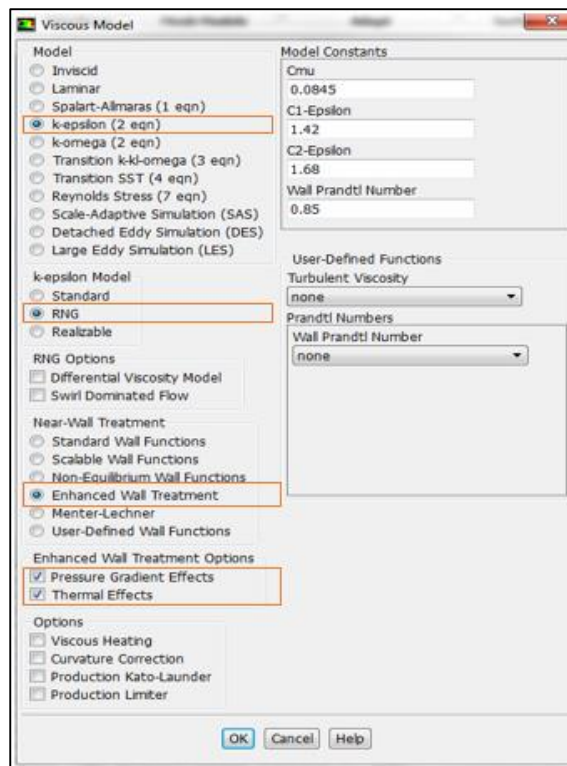 Viscous Model
Model
Inviscid
Laminar
Spalart-Allmaras (1 eqn)
k-epsilon (2 eqn)
k-omega (2 eqn)
Transition k-kl-omega (3 eqn)
Transition SST (4 eqn)
Reynolds Stress (7 eqn)
Scale-Adaptive Simulation (SAS)
Detached Eddy Simulation (DES)
Large Eddy Simulation (LES)
k-epsilon Model
Standard
RNG
Realizable
RNG Options
Differential Viscosity Model
Swirl Dominated Flow
Near-Wall Treatment
Standard Wall Functions
Scalable Wall Functions
Non-Equilibrium Wall Functions
Enhanced Wall Treatment
Menter-Lechner
User-Defined Wall Functions
Enhanced Wall Treatment Options
Pressure Gradient Effects
Thermal Effects
Options
Viscous Heating
Curvature Correction
Production Kato-Launder
Production Limiter
Model Constants
Cmu
0.0845
C1-Epsilon
1.42
C2-Epsilon
1.68
Wall Prandtl Number
0.85
User-Defined Functions
Turbulent Viscosity
none
Prandtl Numbers
Wall Prandtl Number
none
OK Cancel Help